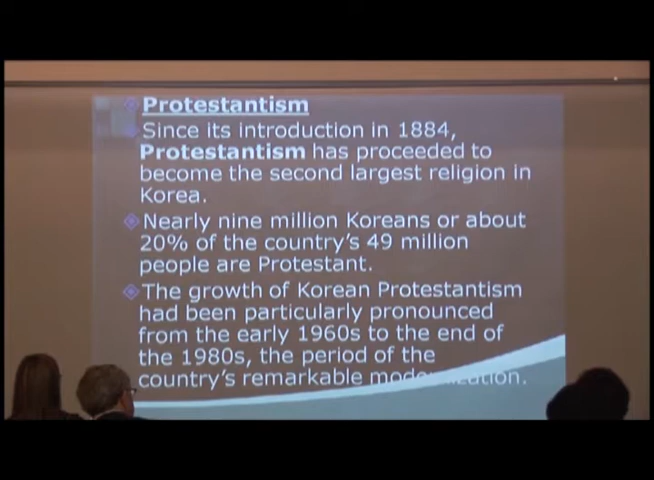 Protestantism
Since its introduction in 1884,
Protestantism has proceeded to
become the second largest religion in
Korea.
Nearly nine million Koreans or about
20% of the country's 49 million
people are Protestant.
The growth of Korean Protestantism
had been particularly pronounced
from the early 1960s to the end of
the 1980s, the period of the
country's remarkable modernization.